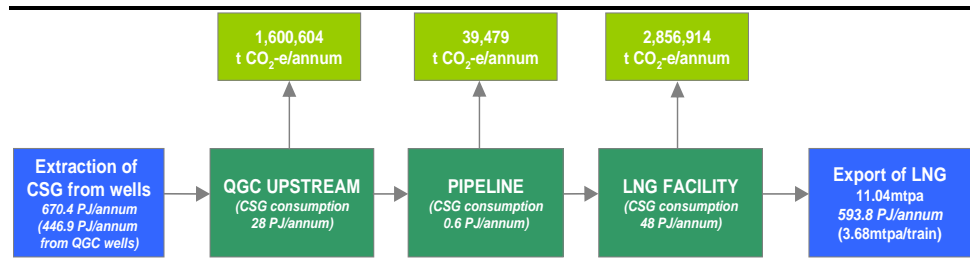 1,600,604
t CO₂-e/annum
39,479
t CO₂-e/annum
2,856,914
t CO₂-e/annum
Extraction of
CSG from wells
670.4 PJ/annum
(446.9 PJ/annum
from QGC wells)
QGC UPSTREAM
(CSG consumption
28 PJ/annum)
PIPELINE
(CSG consumption
0.6 PJ/annum)
LNG FACILITY
(CSG consumption
48 PJ/annum)
Export of LNG
11.04mtpa
593.8 PJ/annum
(3.68mtpa/train)